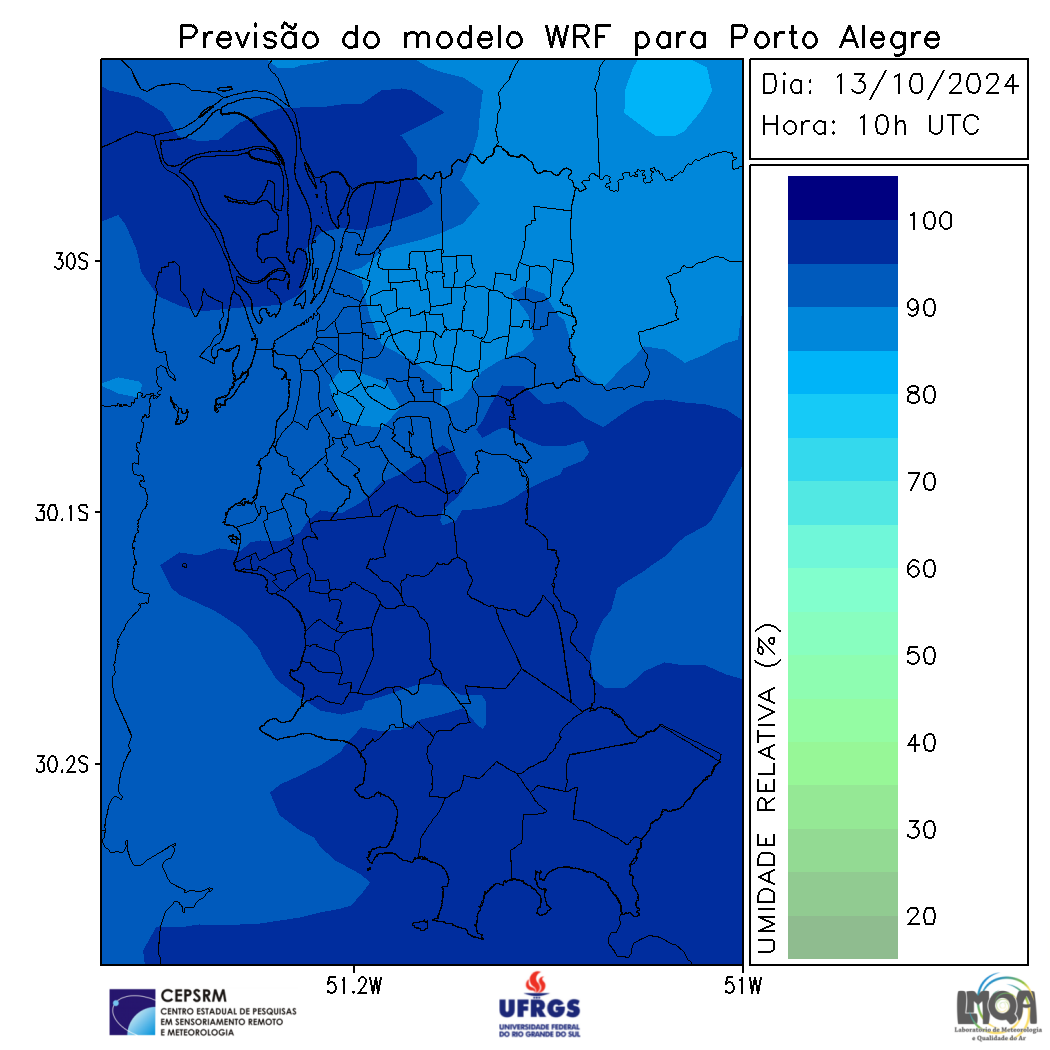 Previsão do modelo WRF para Porto Alegre
Dia: 13/10/2024
Hora: 10h UTC
30S
30.1S
30.2S
51.2W
51W
UMIDADE RELATIVA (%)
100
90
80
70
60
50
40
30
20
CEPSRM
CENTRO ESTADUAL DE PESQUISAS
EM SENSORIAMENTO REMOTO
E METEOROLOGIA
UFRGS
UNIVERSIDADE FEDERAL
DO RIO GRANDE DO SUL
LMQA
Laboratório de Meteorologia
e Qualidade do Ar